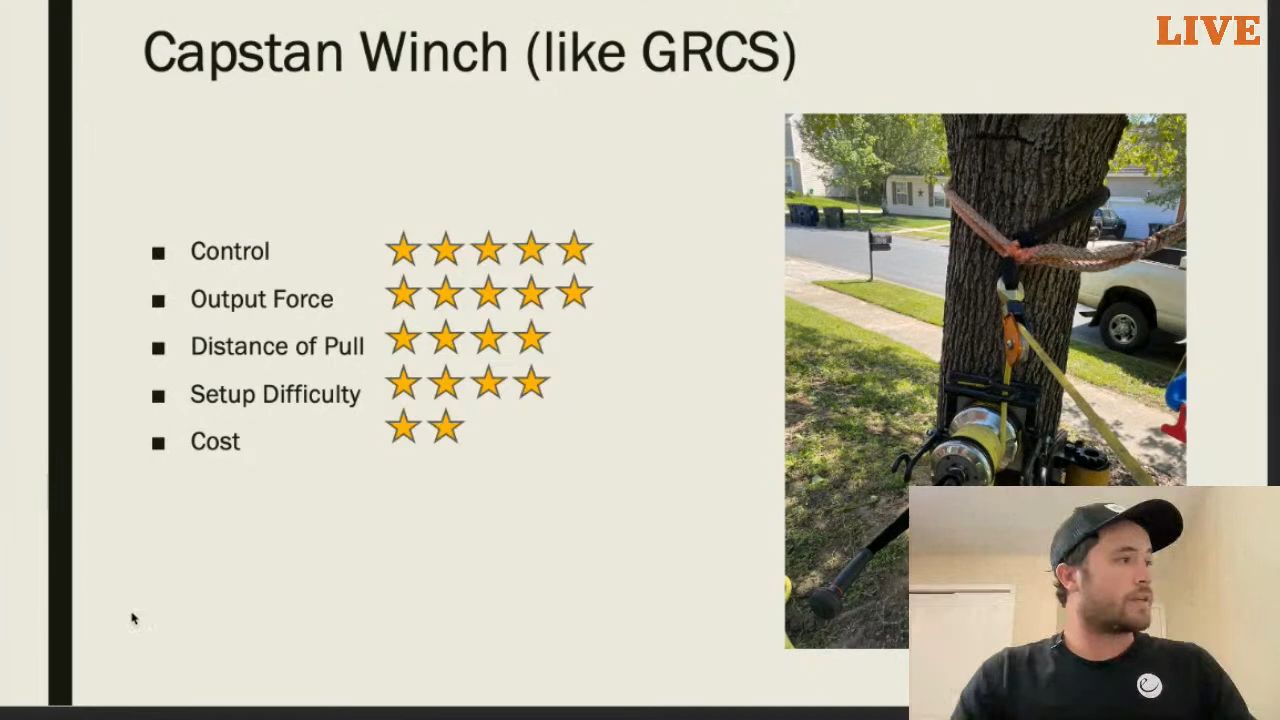 Capstan Winch (like GRCS)
LIVE
Control
Output Force
Distance of Pull
Setup Difficulty
Cost